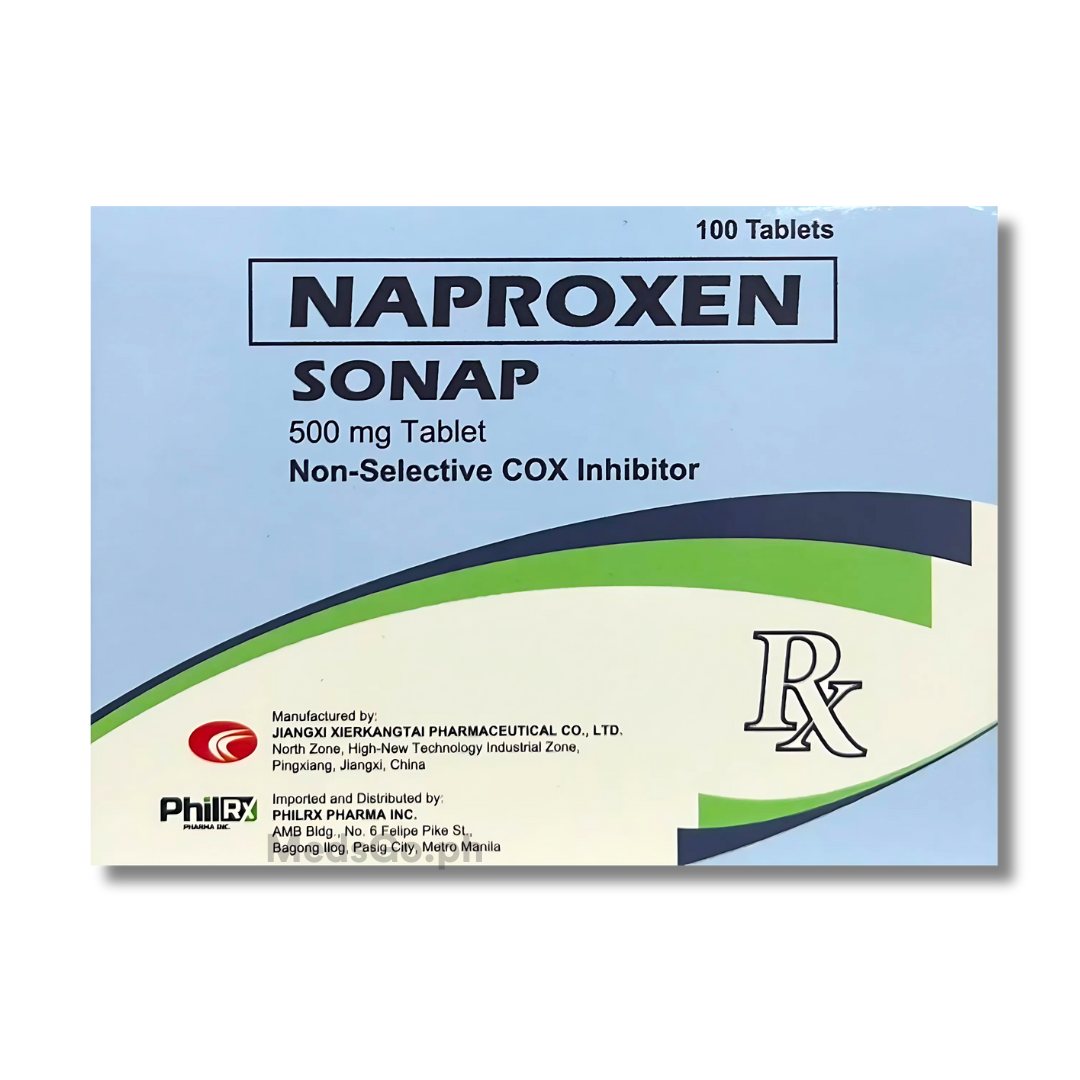 100 Tablets
NAPROXEN
SONAP
500 mg Tablet
Non-Selective COX Inhibitor
Rx
Manufactured by:
JIANGXI XIERKANGTAI PHARMACEUTICAL CO., LTD.
North Zone, High-New Technology Industrial Zone,
Pingxiang, Jiangxi, China
PhilRx
PHARMA INC.
Imported and Distributed by:
PHILRX PHARMA INC.
AMB Bldg., No. 6 Felipe Pike St.,
Bagong Ilog, Pasig City, Metro Manila
MedsGo.ph